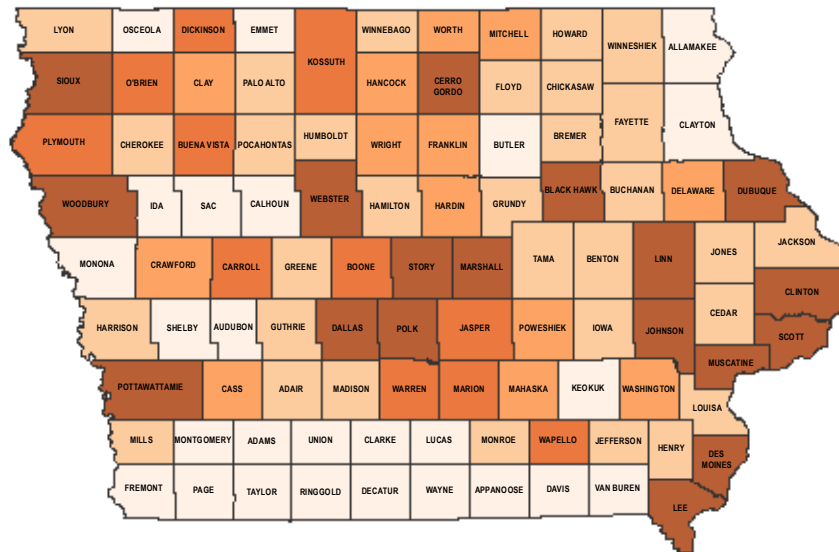 LYON
OSCEOLA
DICKINSON
EMMET
KOSSUTH
WINNEBAGO
WORTH
MITCHELL
HOWARD
WINNESHIEK
ALLAMAKEE
SIOUX
O'BRIEN
CLAY
PALO ALTO
HANCOCK
CERRO
GORDO
FLOYD
CHICKASAW
PLYMOUTH
CHEROKEE
BUENA VISTA
POCAHONTAS
HUMBOLDT
WRIGHT
FRANKLIN
BUTLER
BREMER
FAYETTE
CLAYTON
WOODBURY
IDA
SAC
CALHOUN
WEBSTER
HAMILTON
HARDIN
GRUNDY
BLACK HAWK
BUCHANAN
DELAWARE
DUBUQUE
MONONA
CRAWFORD
CARROLL
GREENE
BOONE
STORY
MARSHALL
TAMA
BENTON
LINN
JONES
JACKSON
CLINTON
HARRISON
SHELBY
AUDUBON
GUTHRIE
DALLAS
POLK
JASPER
POWESHIEK
IOWA
JOHNSON
CEDAR
SCOTT
MUSCATINE
POTTAWATTAMIE
CASS
ADAIR
MADISON
WARREN
MARION
MAHASKA
KEOKUK
WASHINGTON
LOUISA
MILLS
MONTGOMERY
ADAMS
UNION
CLARKE
LUCAS
MONROE
WAPELLO
JEFFERSON
HENRY
DES
MOINES
FREMONT
PAGE
TAYLOR
RINGGOLD
DECATUR
WAYNE
APPANOOSE
DAVIS
VAN BUREN
LEE